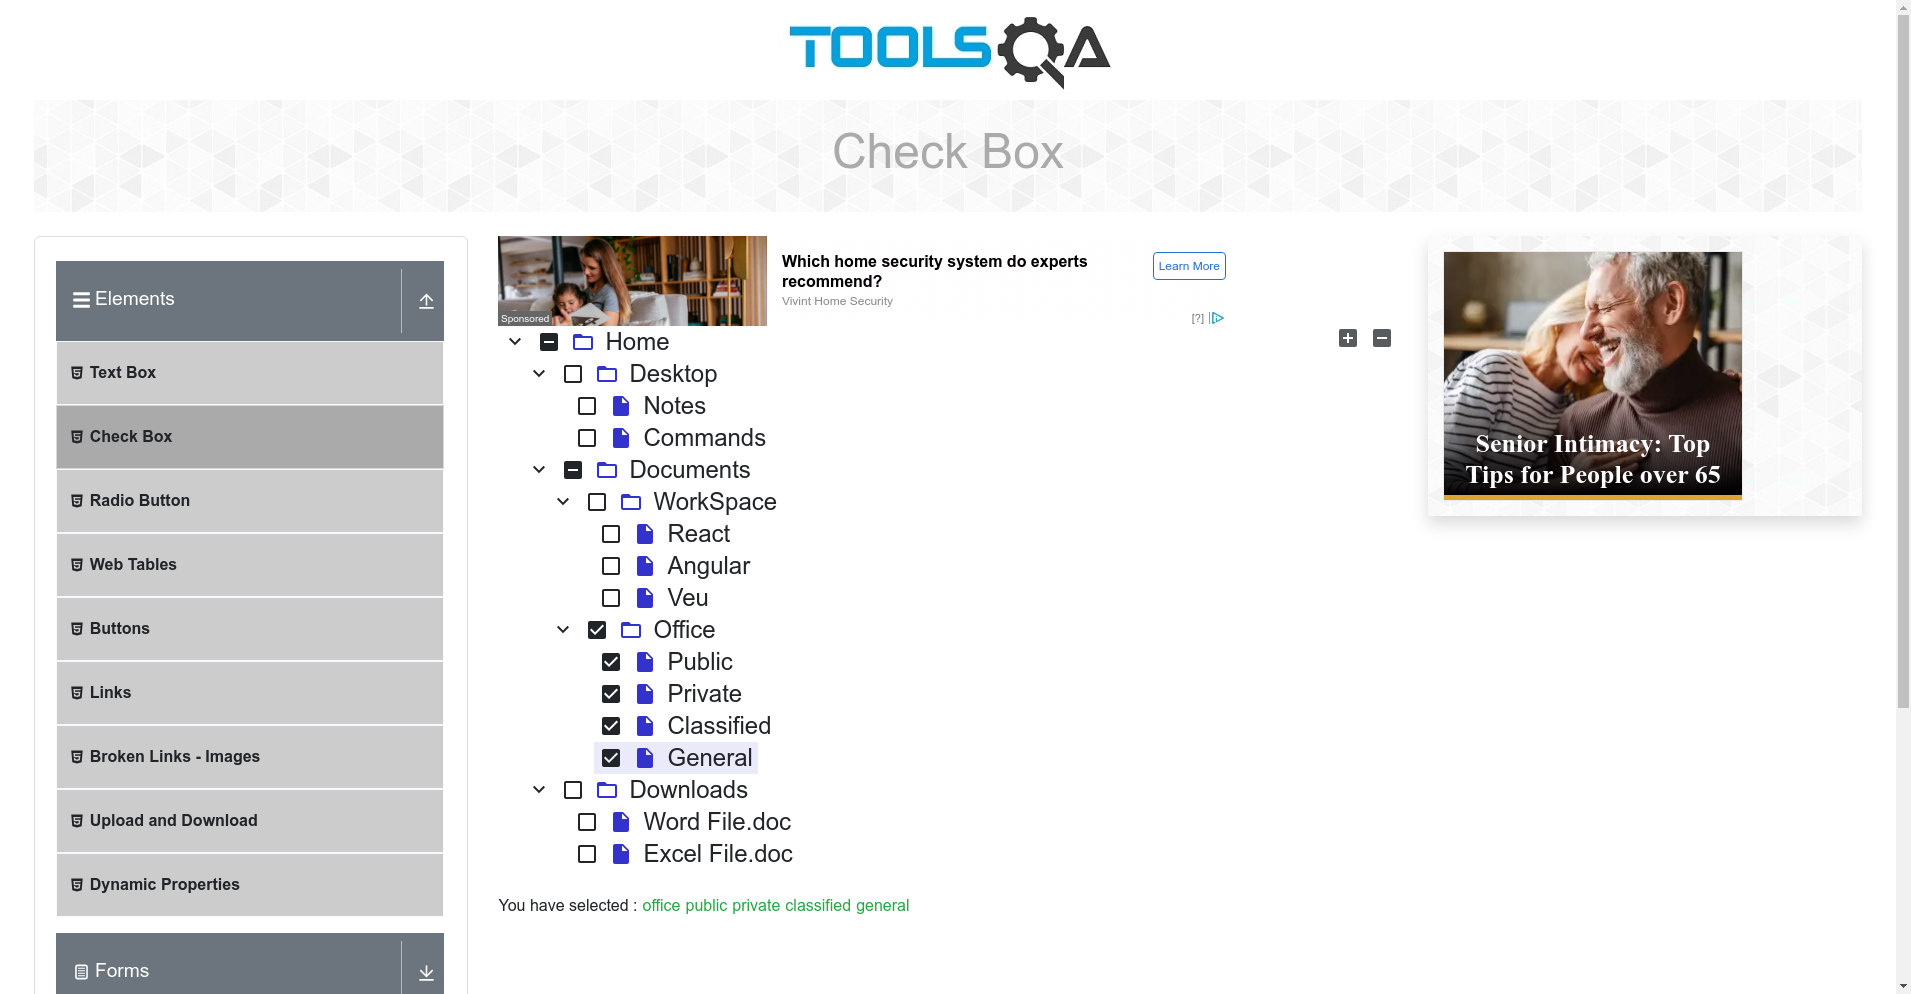 TOOLSQA
Check Box
Elements
Text Box
Check Box
Radio Button
Web Tables
Buttons
Links
Broken Links - Images
Upload and Download
Dynamic Properties
Forms
Sponsored
Which home security system do experts
recommend?
Vivint Home Security
Learn More
[?]
Home
Desktop
Notes
Commands
Documents
WorkSpace
React
Angular
Veu
Office
Public
Private
Classified
General
Downloads
Word File.doc
Excel File.doc
You have selected : office public private classified general
Senior Intimacy: Top
Tips for People over 65